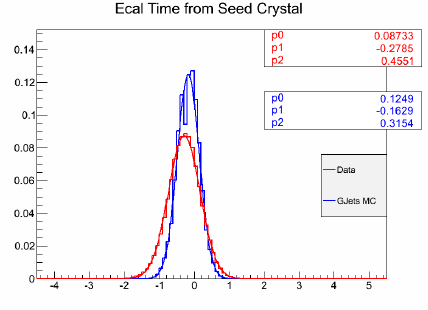 Ecal Time from Seed Crystal
p0 0.08733
p1 -0.2785
p2 0.4551
p0 0.1249
p1 -0.1629
p2 0.3154
Data
GJets MC
0.14
0.12
0.1
0.08
0.06
0.04
0.02
0
-4 -3 -2 -1 0 1 2 3 4 5